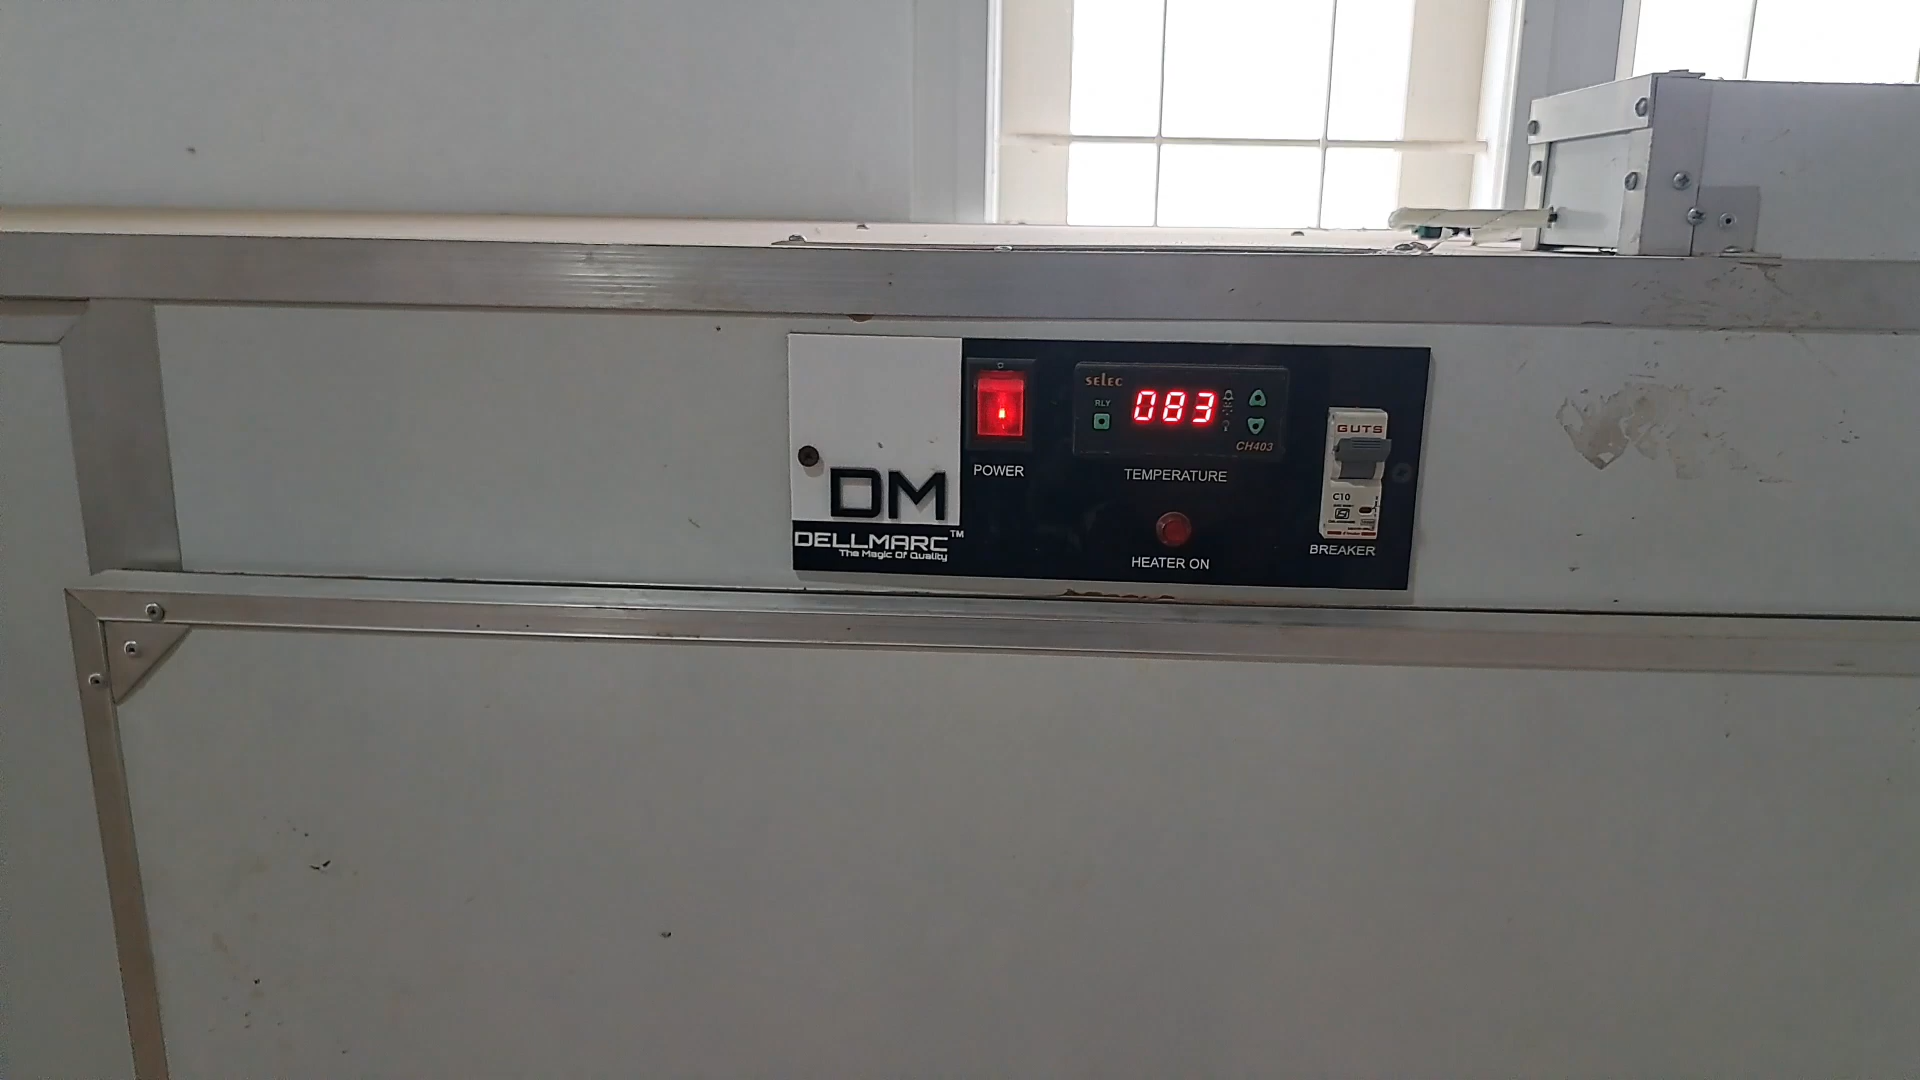 selec
RLY
083
CH403
POWER
TEMPERATURE
HEATER ON
GUTS
C10
BREAKER
DM
DELLMARC™
The Magic Of Quality